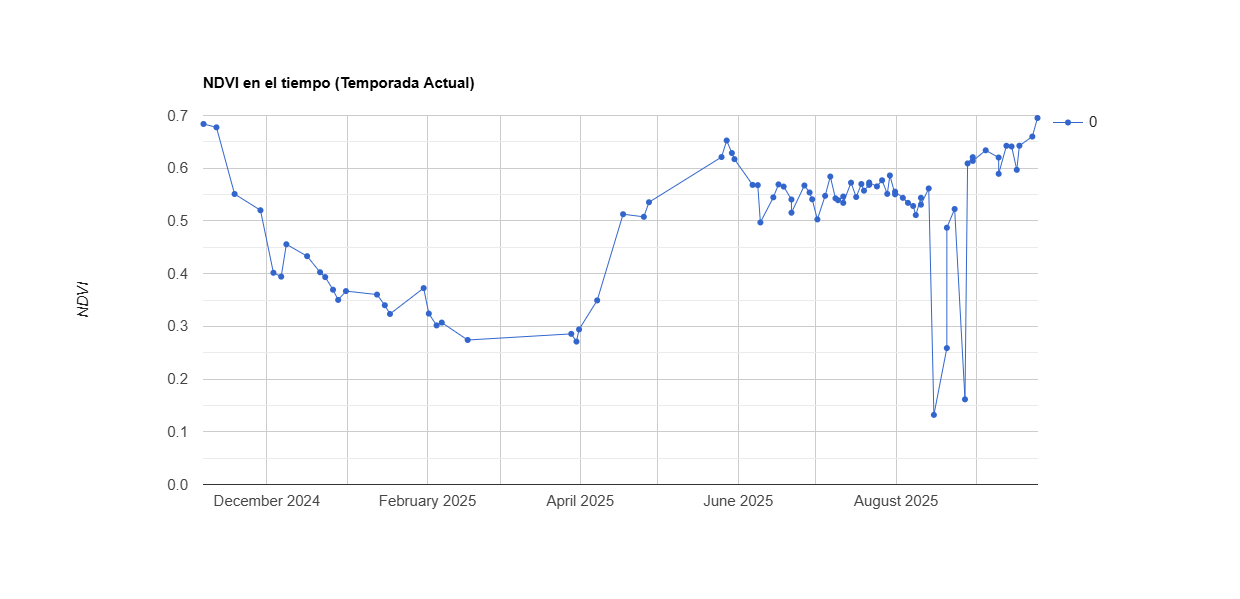 NDVI en el tiempo (Temporada Actual)
0.7
0.6
0.5
0.4
0.3
0.2
0.1
0.0
NDVI
December 2024
February 2025
April 2025
June 2025
August 2025
0